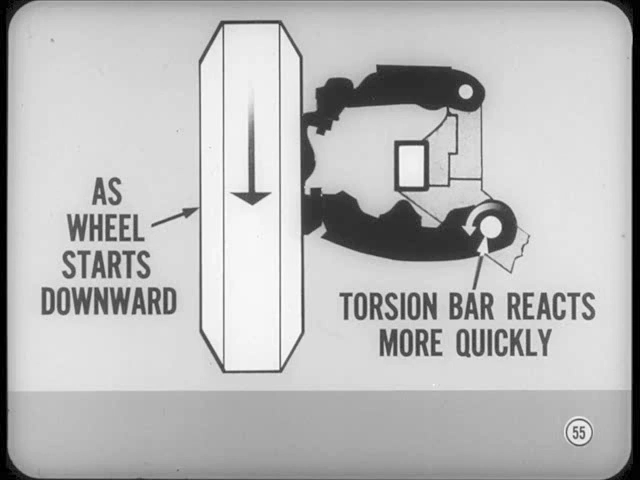 AS
WHEEL
STARTS
DOWNWARD
TORSION BAR REACTS
MORE QUICKLY
55